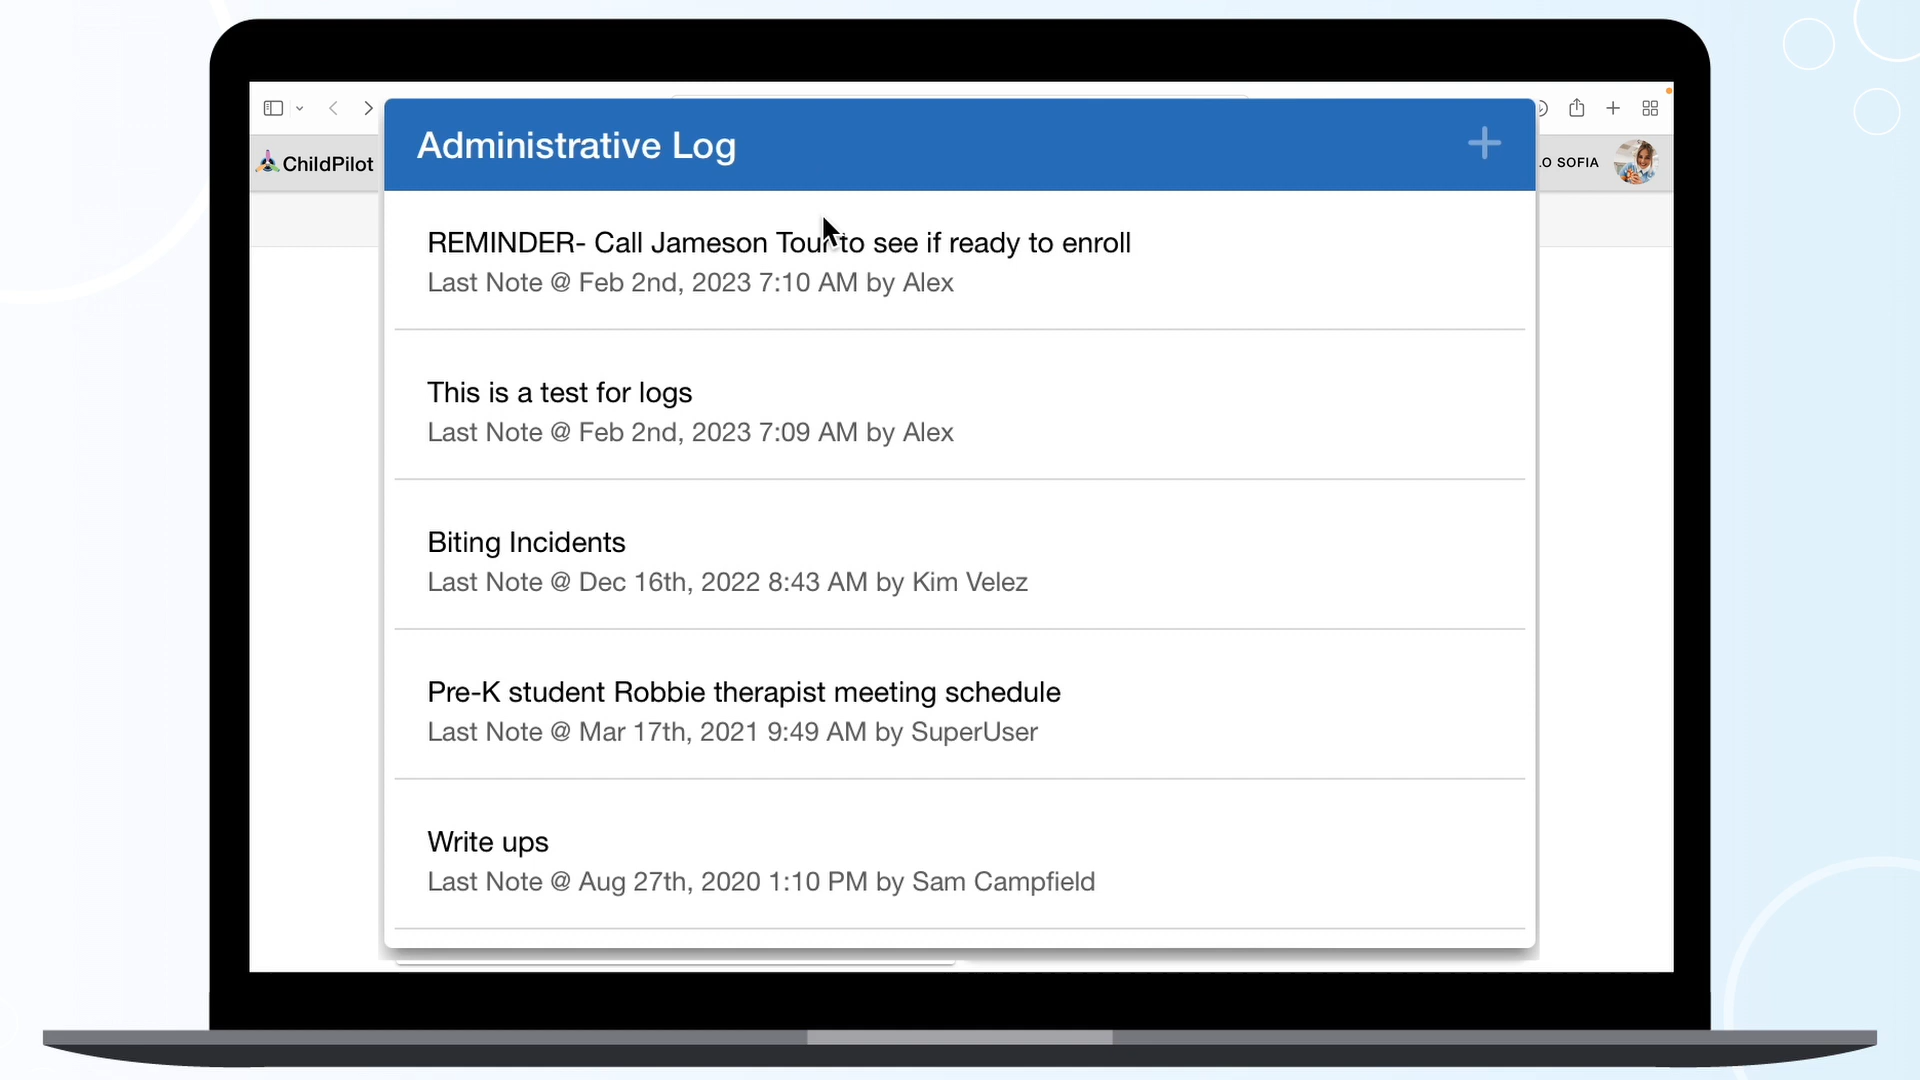 Administrative Log
ChildPilot
LO SOFIA
REMINDER- Call Jameson Tour to see if ready to enroll
Last Note @ Feb 2nd, 2023 7:10 AM by Alex
This is a test for logs
Last Note @ Feb 2nd, 2023 7:09 AM by Alex
Biting Incidents
Last Note @ Dec 16th, 2022 8:43 AM by Kim Velez
Pre-K student Robbie therapist meeting schedule
Last Note @ Mar 17th, 2021 9:49 AM by SuperUser
Write ups
Last Note @ Aug 27th, 2020 1:10 PM by Sam Campfield